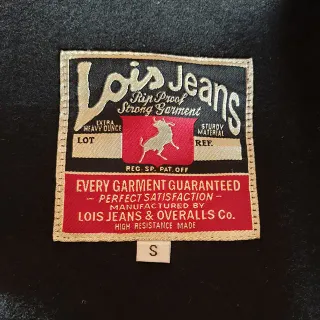 Lois Jeans
Rip Proof
Strong Garment
EXTRA HEAVY OUNCE
STURDY MATERIAL
LOT REF.
REG. SP. PAT. OFF
EVERY GARMENT GUARANTEED
- PERFECT SATISFACTION -
MANUFACTURED BY
LOIS JEANS & OVERALLS Co.
HIGH RESISTANCE MADE
S